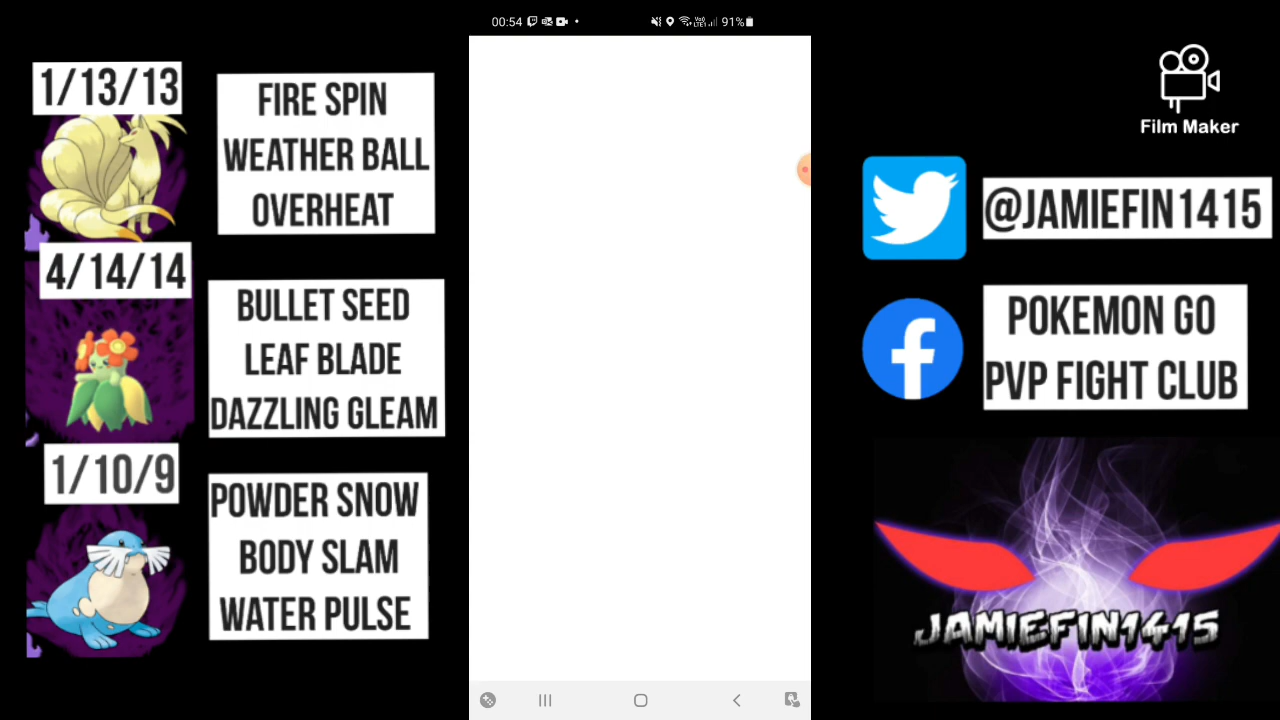 1/13/13
FIRE SPIN
WEATHER BALL
OVERHEAT
4/14/14
BULLET SEED
LEAF BLADE
DAZZLING GLEAM
1/10/9
POWDER SNOW
BODY SLAM
WATER PULSE
00:54
91%
Film Maker
@JAMIEFIN1415
POKEMON GO
PVP FIGHT CLUB
JAMIEFIN1415